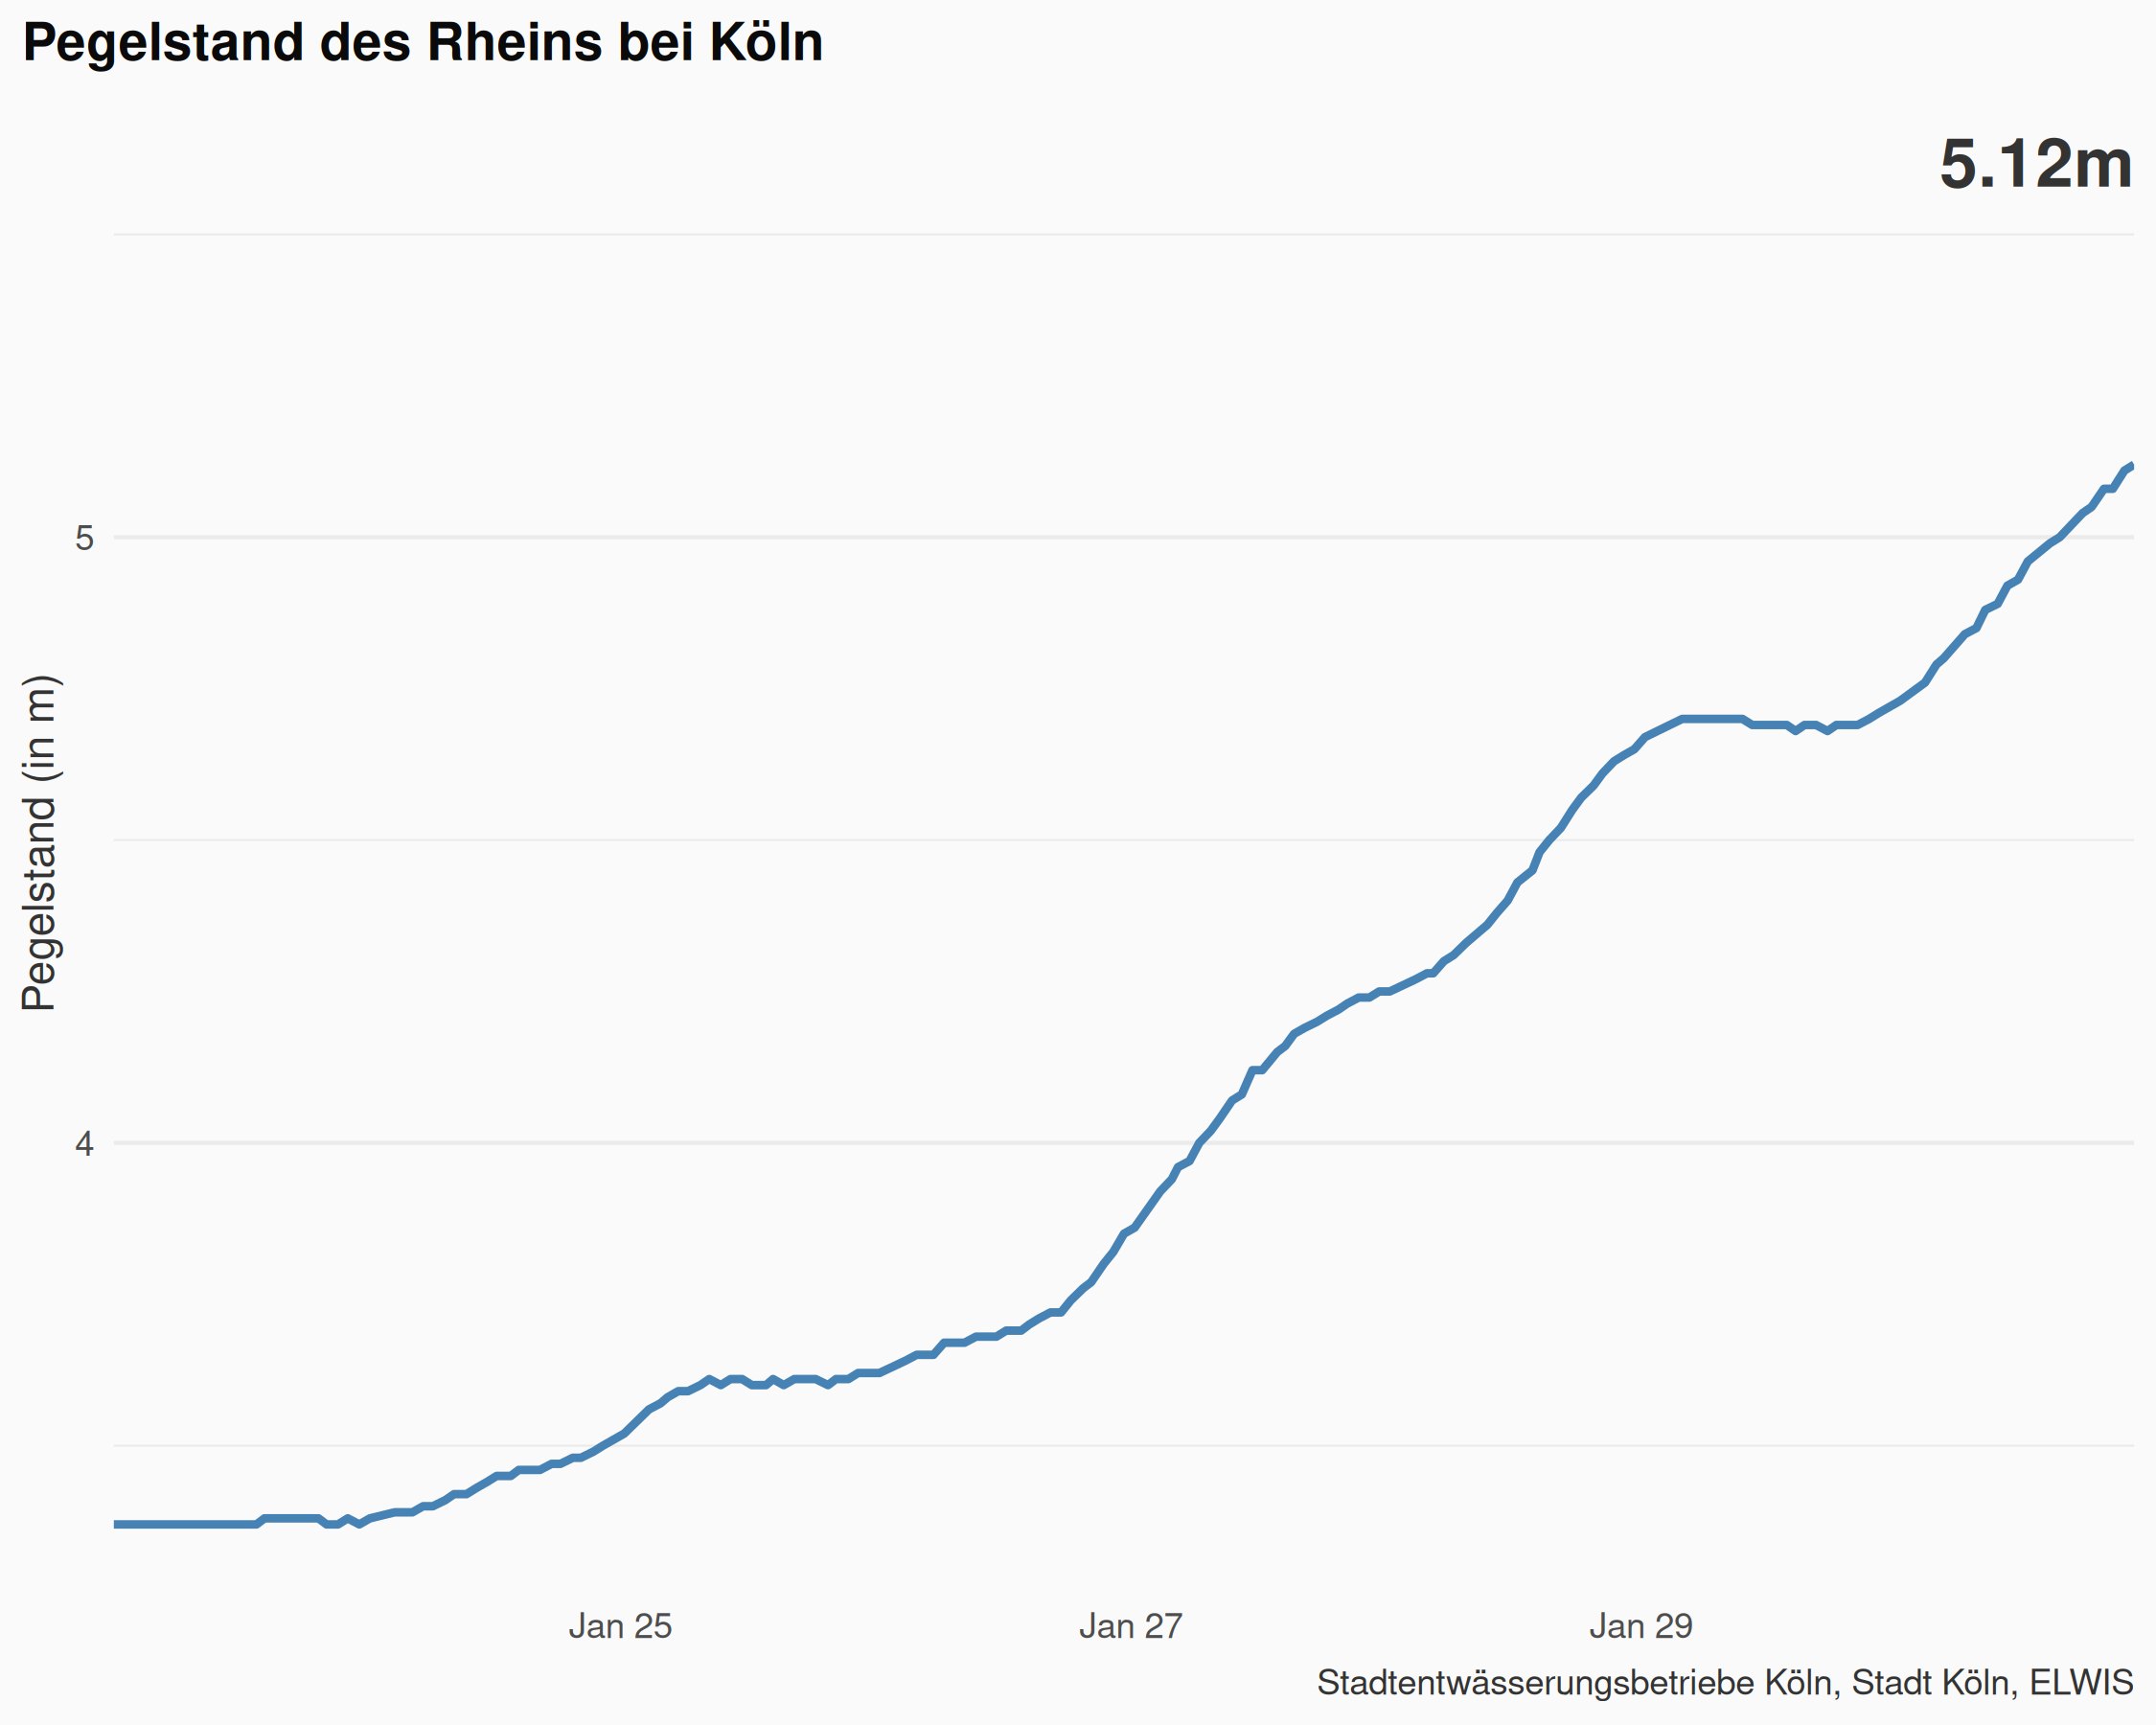 Pegelstand des Rheins bei Köln
5.12m
5
4
Pegelstand (in m)
Jan 25
Jan 27
Jan 29
Stadtentwässerungsbetriebe Köln, Stadt Köln, ELWIS